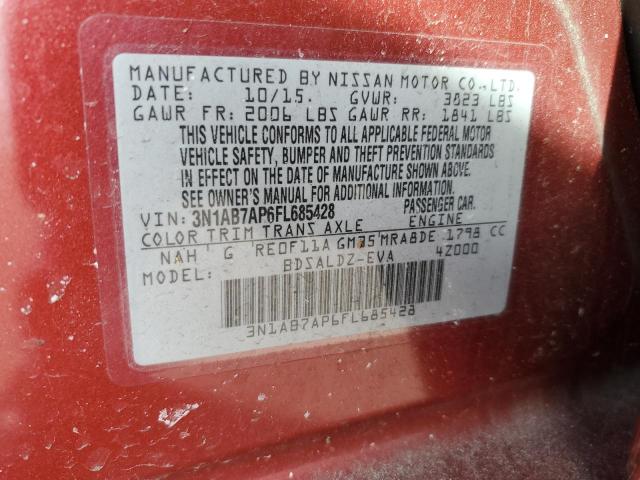 MANUFACTURED BY NISSAN MOTOR CO.,LTD.
DATE: 10/15. GVWR: 3823 LBS
GAWR FR: 2006 LBS GAWR RR: 1841 LBS
THIS VEHICLE CONFORMS TO ALL APPLICABLE FEDERAL MOTOR
VEHICLE SAFETY, BUMPER AND THEFT PREVENTION STANDARDS
IN EFFECT ON THE DATE OF MANUFACTURE SHOWN ABOVE.
SEE OWNER'S MANUAL FOR ADDITIONAL INFORMATION.
VIN: 3N1AB7AP6FL685428 PASSENGER CAR.
COLOR TRIM TRANS AXLE ENGINE
NAH G RE0F11A GM35 MRA8DE 1798 CC
MODEL: BDSALDZ-EVA 4Z000
3N1AB7AP6FL685428